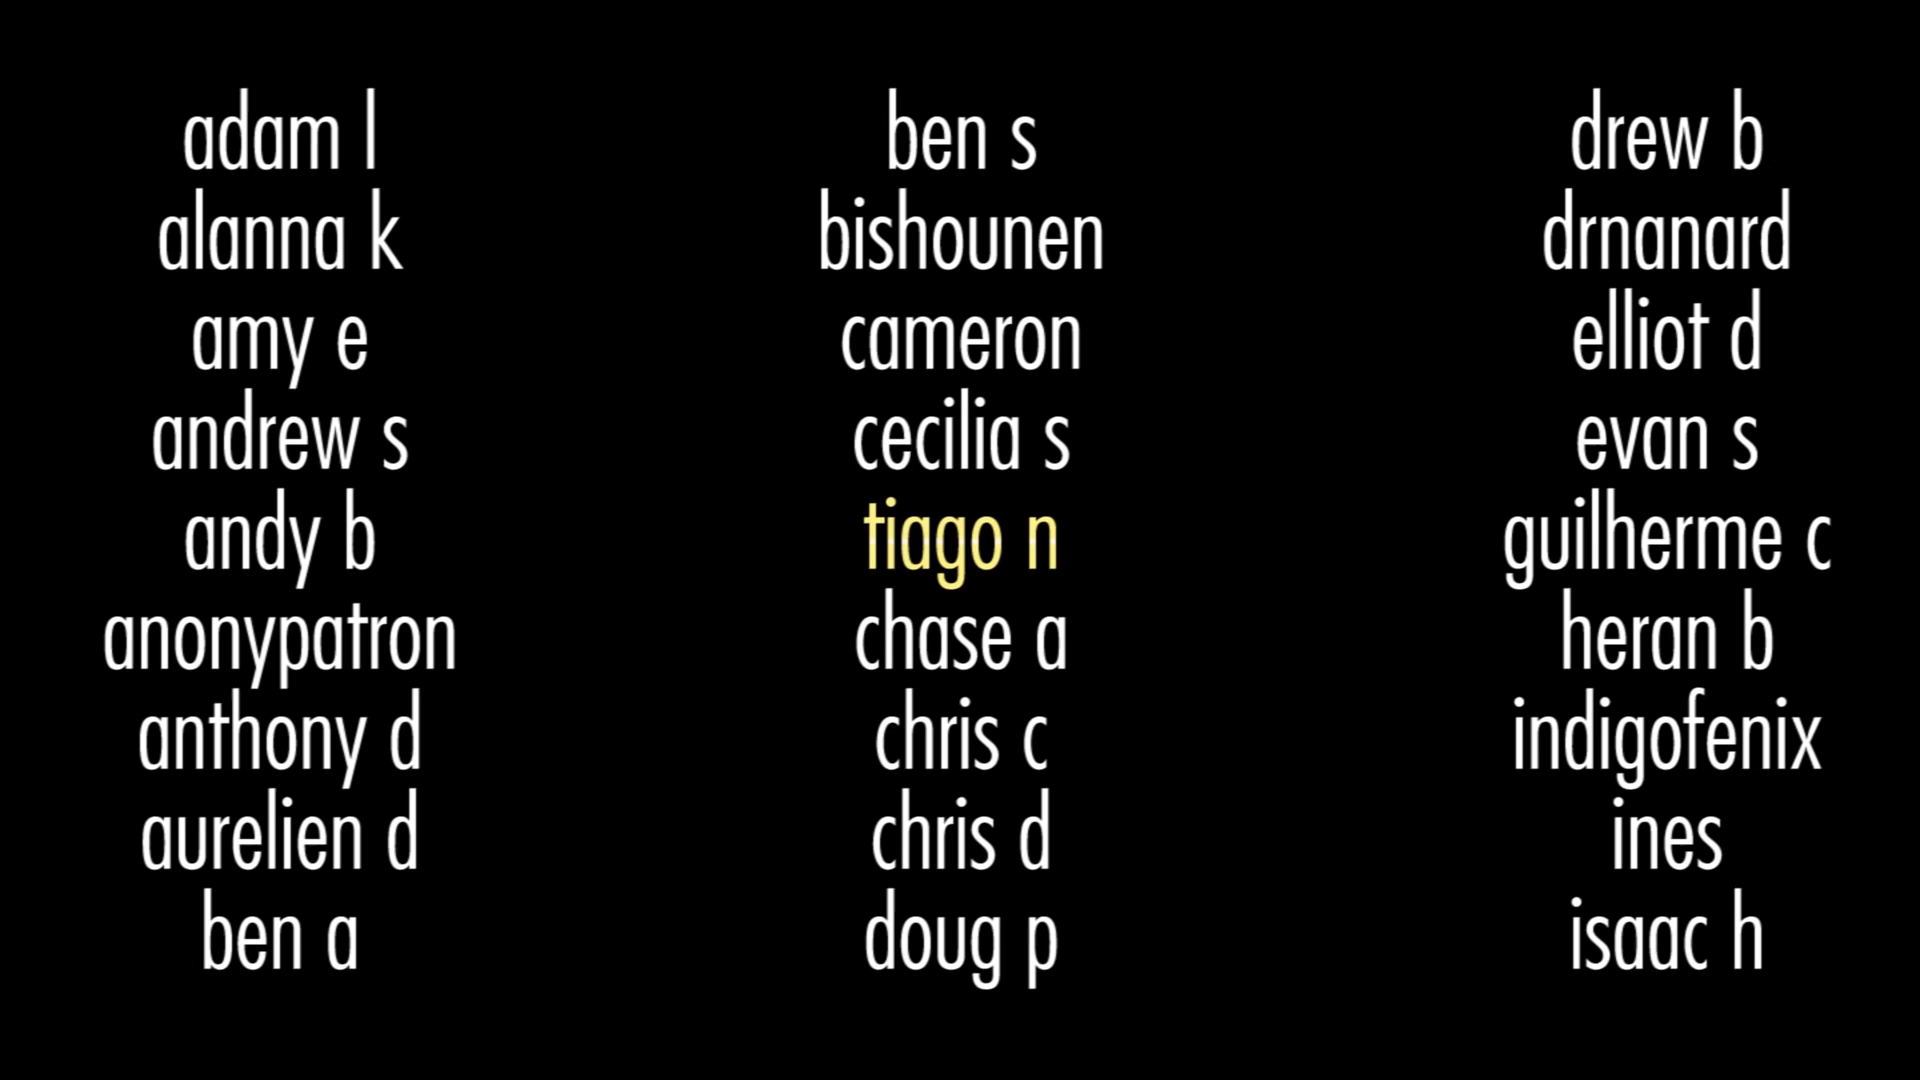 adam l
alanna k
amy e
andrew s
andy b
anonypatron
anthony d
aurelien d
ben a
ben s
bishounen
cameron
cecilia s
tiago n
chase a
chris c
chris d
doug p
drew b
drnanard
elliot d
evan s
guilherme c
heran b
indigofenix
ines
isaac h